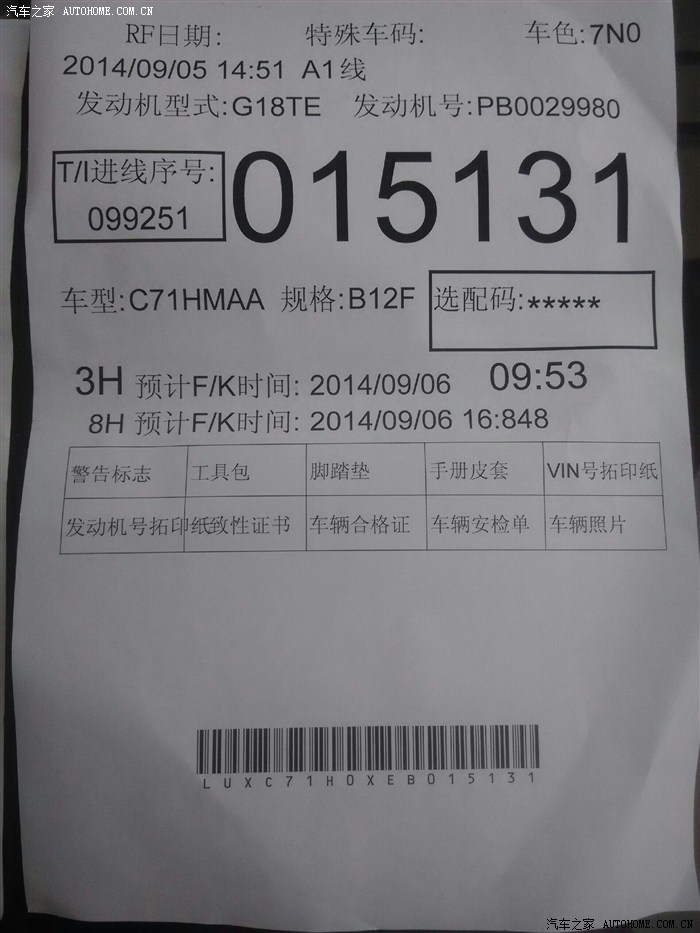 汽车之家 AUTOHOME.COM.CN
RF日期: 特殊车码: 车色:7N0
2014/09/05 14:51 A1线
发动机型式:G18TE 发动机号:PB0029980
T/I进线序号:
099251
015131
车型:C71HMAA 规格:B12F 选配码:*****
3H 预计F/K时间: 2014/09/06 09:53
8H 预计F/K时间: 2014/09/06 16:848
警告标志 工具包 脚踏垫 手册皮套 VIN号拓印纸
发动机号拓印纸致性证书 车辆合格证 车辆安检单 车辆照片
LUXC71H0XEB015131
汽车之家 AUTOHOME.COM.CN